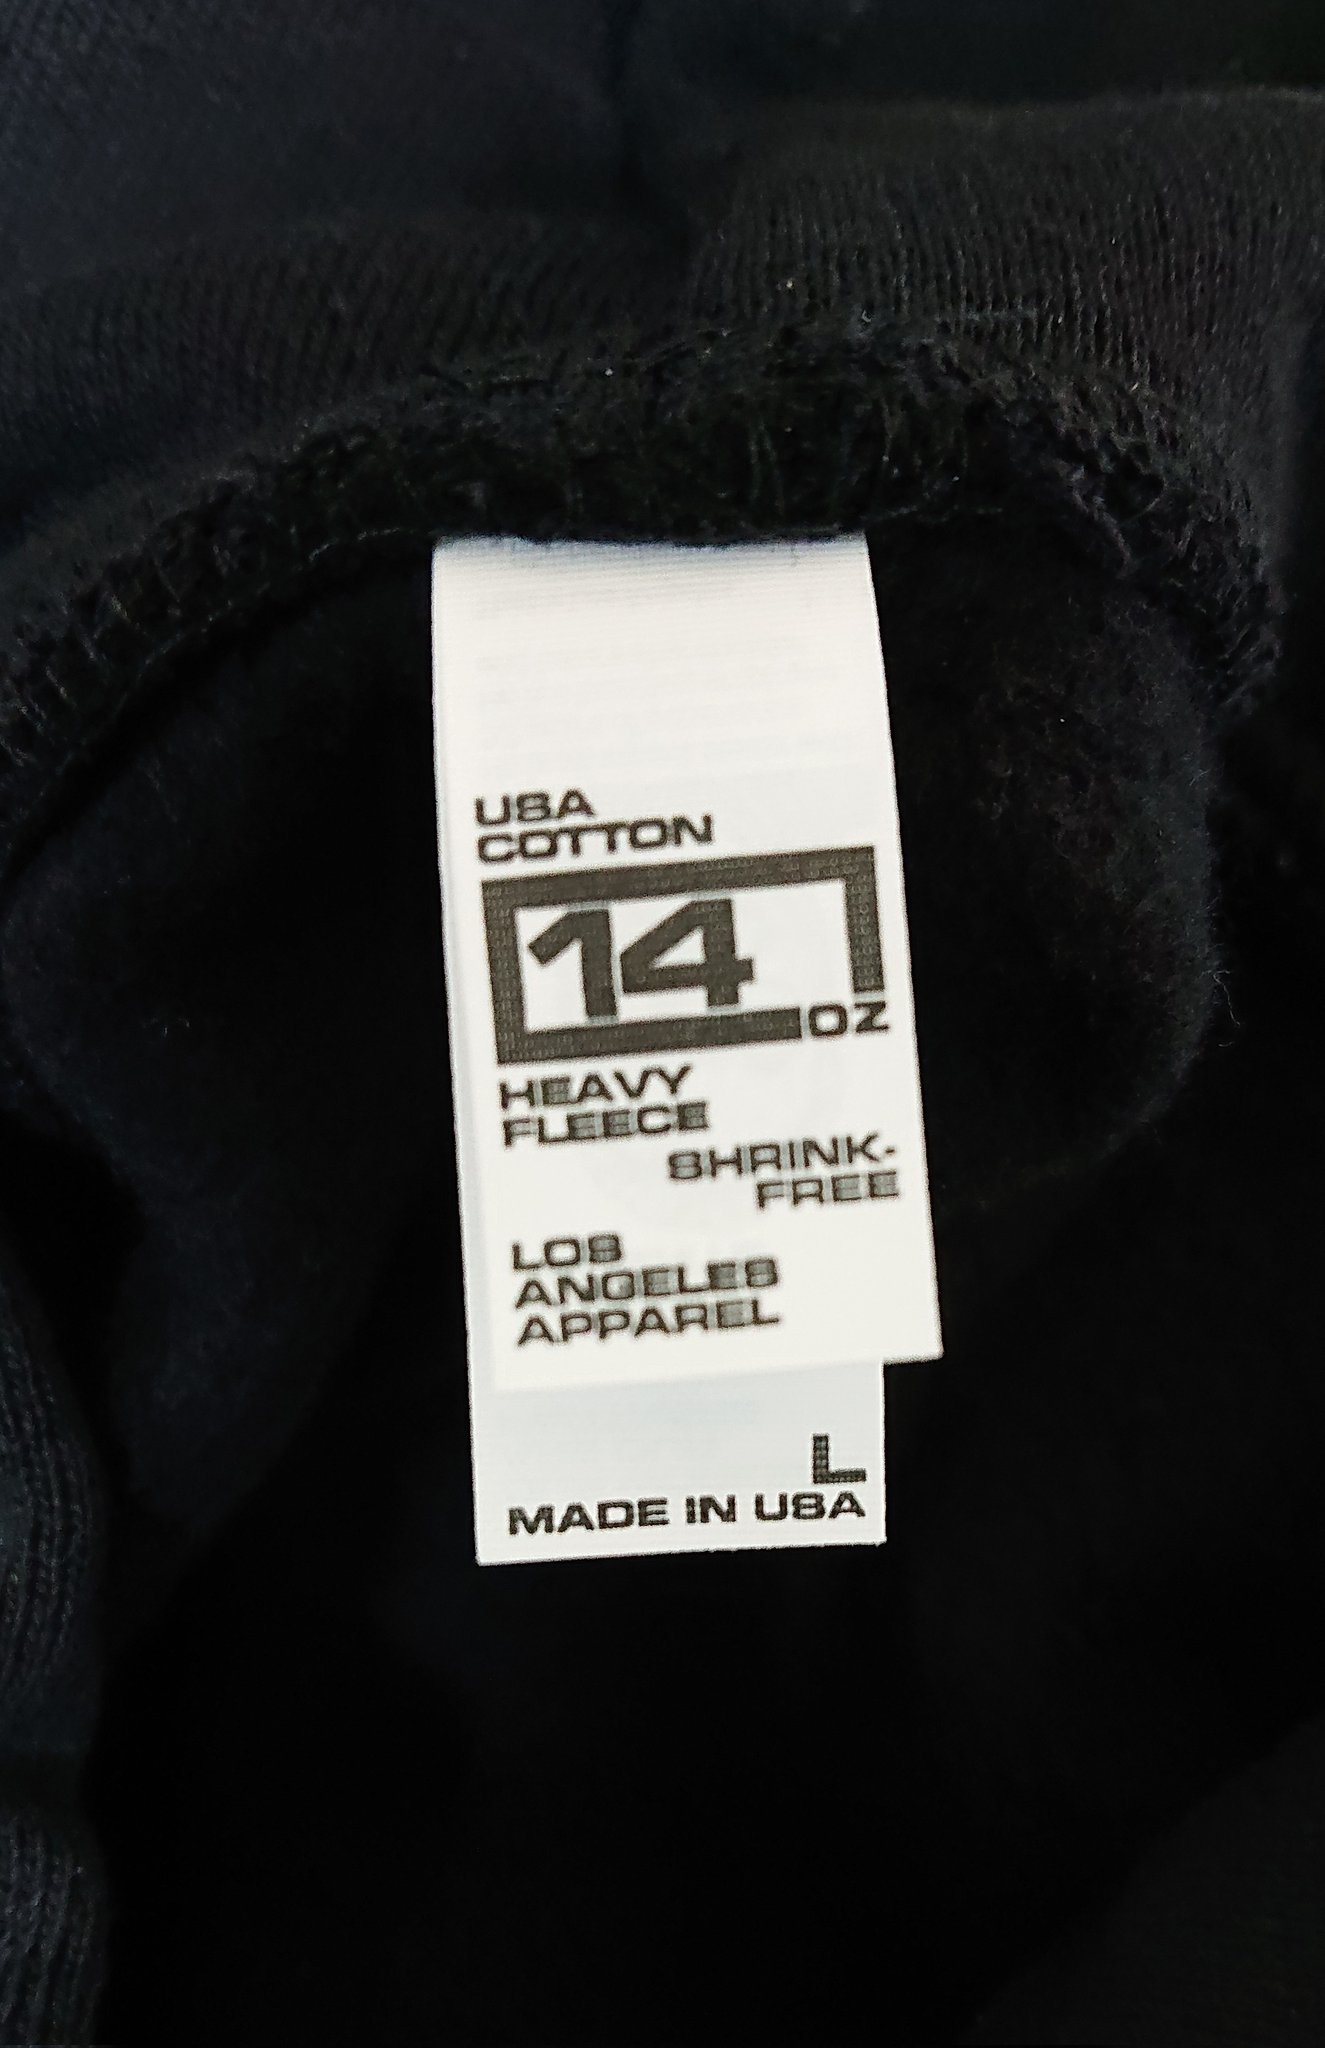 USA
COTTON
14
OZ
HEAVY
FLEECE
SHRINK-
FREE
LOS
ANGELES
APPAREL
L
MADE IN USA